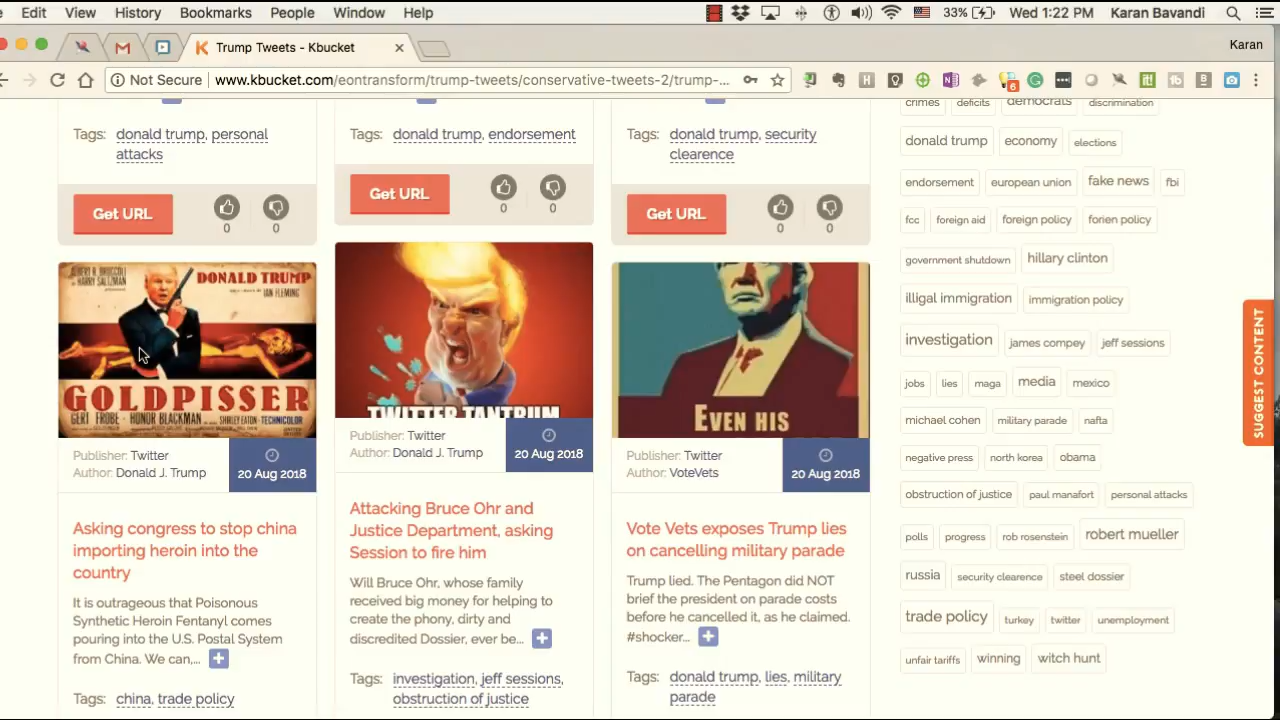 Edit View History Bookmarks People Window Help 33% Wed 1:22 PM Karan Bavandi
Trump Tweets - Kbucket Karan
Not Secure www.kbucket.com/eontransform/trump-tweets/conservative-tweets-2/trump-...
6
Tags: donald trump, personal
attacks
Get URL
0 0
Tags: donald trump, endorsement
Get URL
0 0
Tags: donald trump, security
clearence
Get URL
0 0
HARRY SALTZMAN
DONALD TRUMP
IAN FLEMING
GOLDPISSER
GERT FROBE · HONOR BLACKMAN SHIRLEY EATON · TECHNICOLOR
Publisher: Twitter
Author: Donald J. Trump
20 Aug 2018
Asking congress to stop china
importing heroin into the
country
It is outrageous that Poisonous
Synthetic Heroin Fentanyl comes
pouring into the U.S. Postal System
from China. We can,...
Tags: china, trade policy
TWITTER TANTRUM
Publisher: Twitter
Author: Donald J. Trump
20 Aug 2018
Attacking Bruce Ohr and
Justice Department, asking
Session to fire him
Will Bruce Ohr, whose family
received big money for helping to
create the phony, dirty and
discredited Dossier, ever be...
Tags: investigation, jeff sessions,
obstruction of justice
EVEN HIS
Publisher: Twitter
Author: VoteVets
20 Aug 2018
Vote Vets exposes Trump lies
on cancelling military parade
Trump lied. The Pentagon did NOT
brief the president on parade costs
before he cancelled it, as he claimed.
#shocker...
Tags: donald trump, lies, military
parade
crimes deficits democrats discrimination
donald trump economy elections
endorsement european union fake news fbi
fcc foreign aid foreign policy forien policy
government shutdown hillary clinton
illigal immigration immigration policy
investigation james compey jeff sessions
jobs lies maga media mexico
michael cohen military parade nafta
negative press north korea obama
obstruction of justice paul manafort personal attacks
polls progress rob rosenstein robert mueller
russia security clearence steel dossier
trade policy turkey twitter unemployment
unfair tariffs winning witch hunt
SUGGEST CONTENT